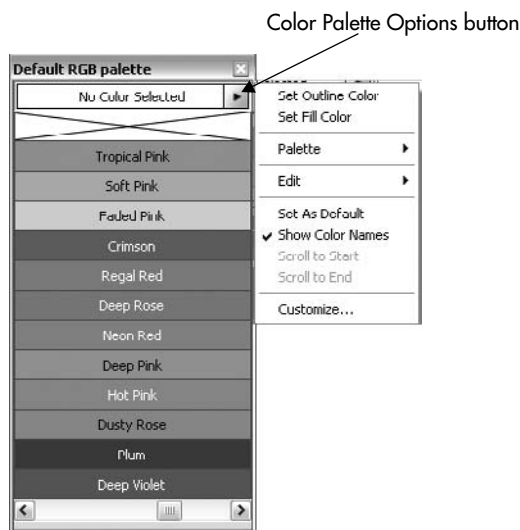 Color Palette Options button
Default RGB palette
No Color Selected
Set Outline Color
Set Fill Color
Palette
Edit
Set As Default
Show Color Names
Scroll to Start
Scroll to End
Customize...
Tropical Pink
Soft Pink
Faded Pink
Crimson
Regal Red
Deep Rose
Neon Red
Deep Pink
Hot Pink
Dusty Rose
Plum
Deep Violet